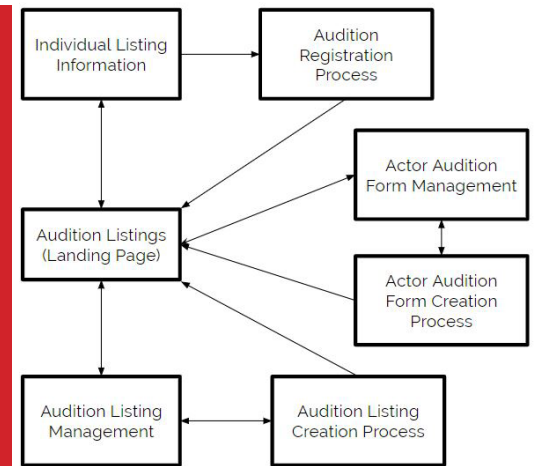 Individual Listing
Information
Audition
Registration
Process
Actor Audition
Form Management
Audition Listings
(Landing Page)
Actor Audition
Form Creation
Process
Audition Listing
Management
Audition Listing
Creation Process